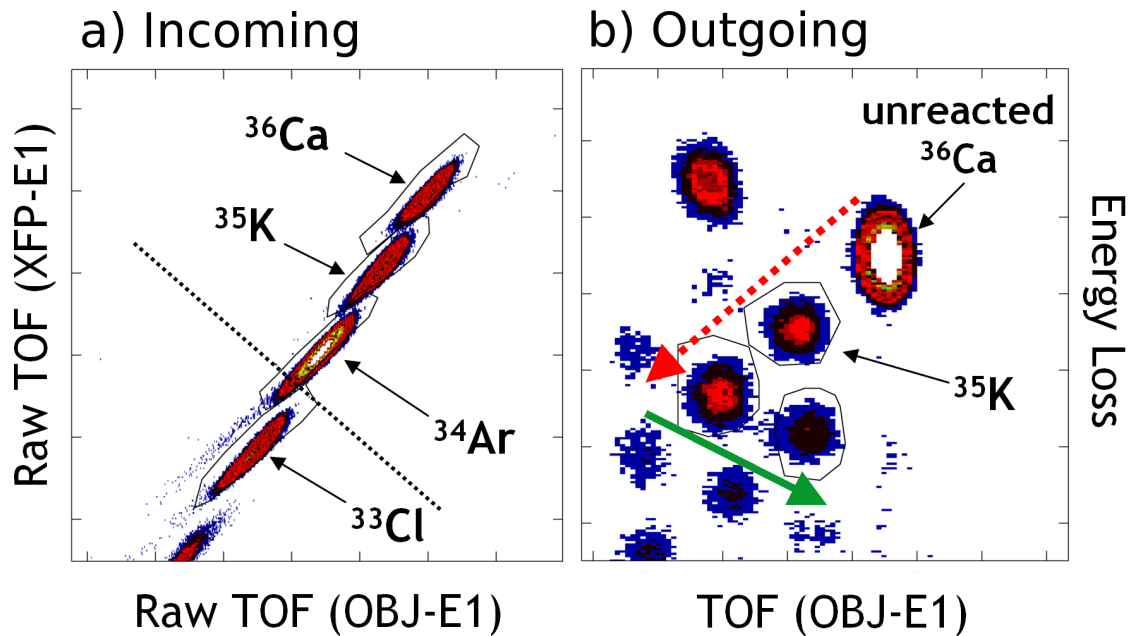 a) Incoming
b) Outgoing
Raw TOF (XFP-E1)
³⁶Ca
³⁵K
³⁴Ar
³³Cl
Raw TOF (OBJ-E1)
unreacted
³⁶Ca
³⁵K
Energy Loss
TOF (OBJ-E1)